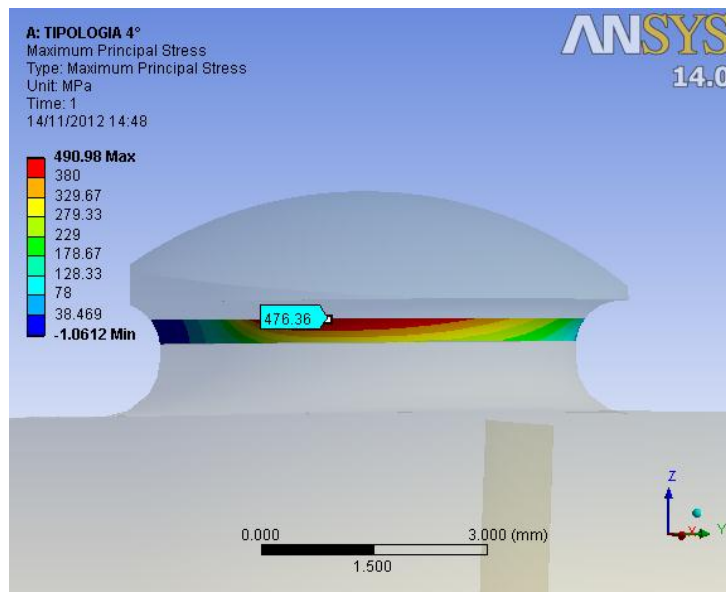 A: TIPOLOGIA 4°
Maximum Principal Stress
Type: Maximum Principal Stress
Unit: MPa
Time: 1
14/11/2012 14:48
ANSYS
14.0
490.98 Max
380
329.67
279.33
229
178.67
128.33
78
38.469
-1.0612 Min
476.36
0.000
3.000 (mm)
1.500
Z
X
Y